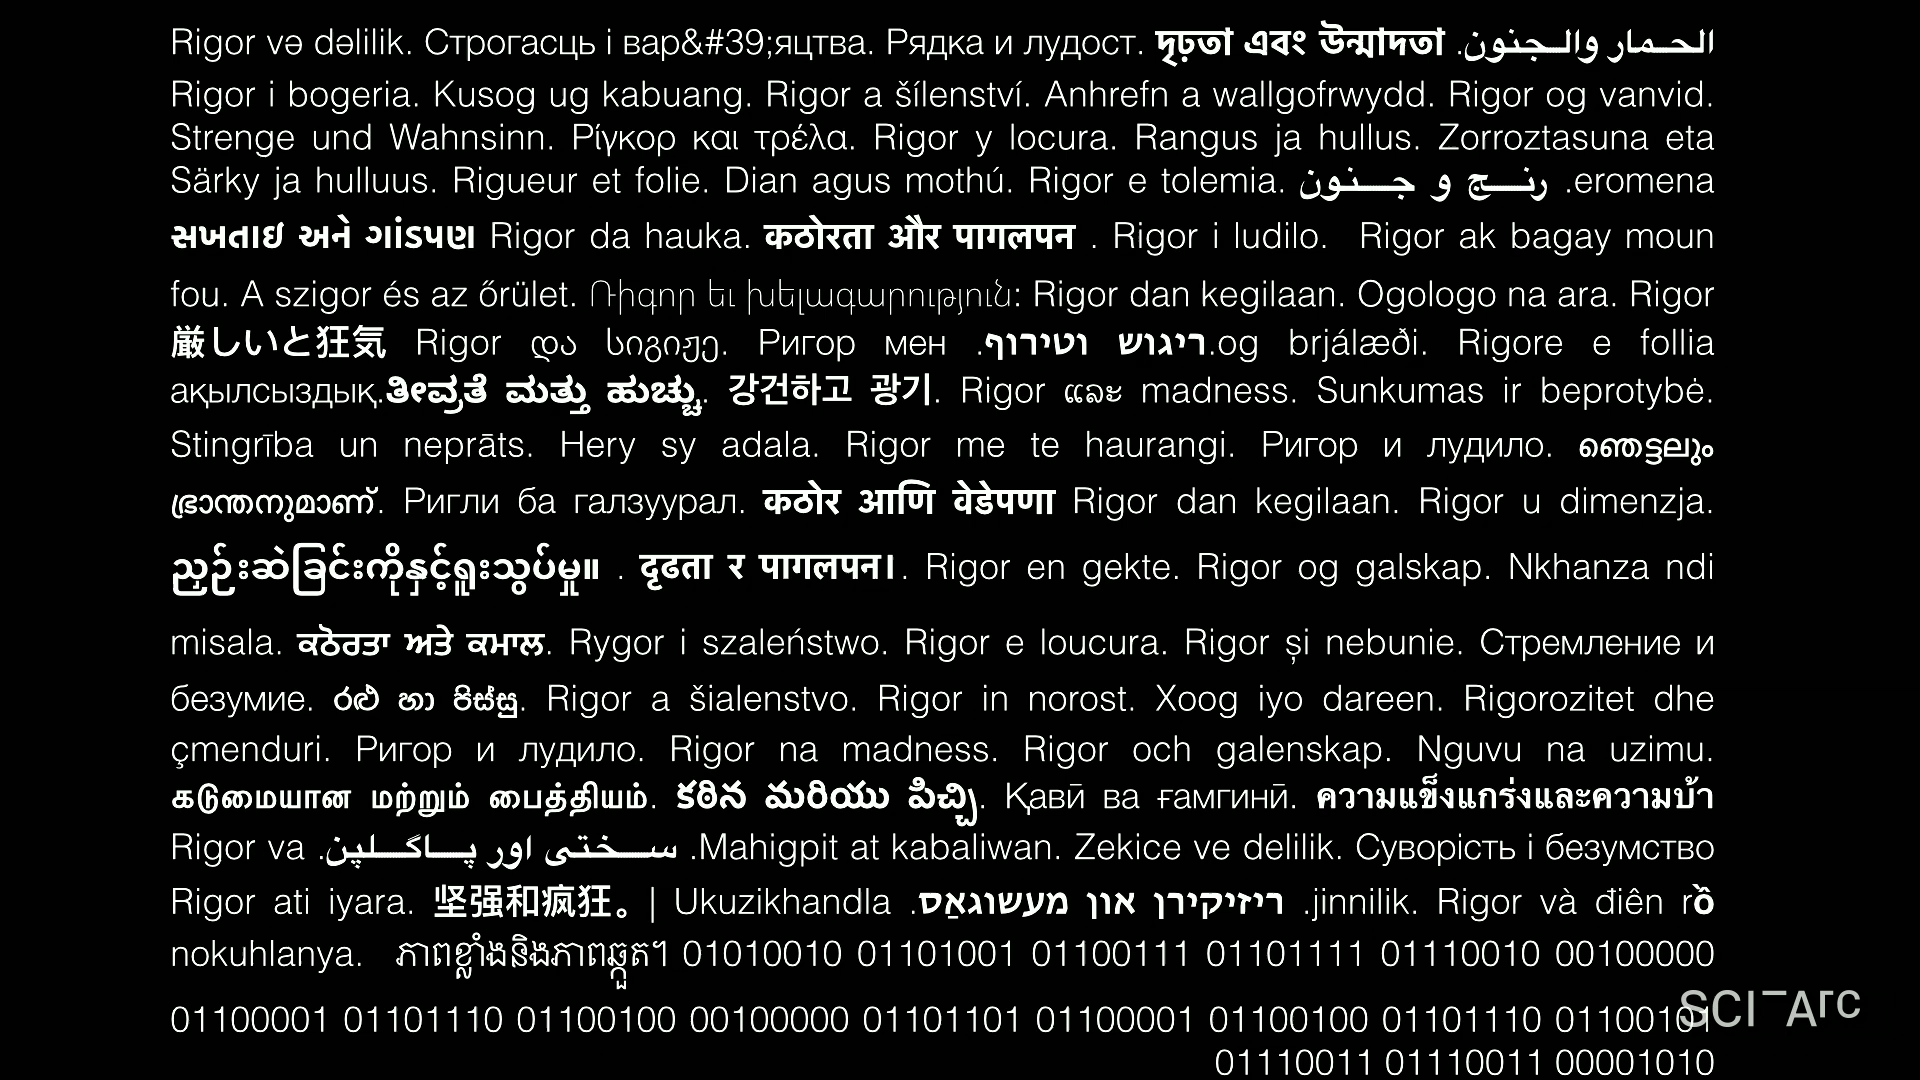 Rigor və dəlilik. Строгасць і вар&#39;яцтва. Рядка и лудост. দৃঢ়তা এবং উন্মাদতা الحمار والجنون.
Rigor i bogeria. Kusog ug kabuang. Rigor a šílenství. Anhrefn a wallgofrwydd. Rigor og vanvid.
Strenge und Wahnsinn. Ρίγκορ και τρέλα. Rigor y locura. Rangus ja hullus. Zorroztasuna eta
Särky ja hulluus. Rigueur et folie. Dian agus mothú. Rigor e tolemia. رنج و جنون .eromena
સખતાઇ અને ગાંડપણ Rigor da hauka. कठोरता और पागलपन . Rigor i ludilo. Rigor ak bagay moun
fou. A szigor és az őrület. Ռիգոր եւ խելագարություն: Rigor dan kegilaan. Ogologo na ara. Rigor
厳しいと狂気 Rigor და სიგიჟე. Ригор мен .ריגוש וטירוף.og brjálæði. Rigore e follia
ақылсыздық.ತೀವ್ರತೆ ಮತ್ತು ಹುಚ್ಚು. 강건하고 광기. Rigor ແລະ madness. Sunkumas ir beprotybė.
Stingrība un neprāts. Hery sy adala. Rigor me te haurangi. Ригор и лудило. ഞെട്ടലും
ഭ്രാന്തനുമാണ്. Ригли ба галзуурал. कठोर आणि वेडेपणा Rigor dan kegilaan. Rigor u dimenzja.
ညှဉ်းဆဲခြင်းကိုနှင့်ရူးသွပ်မှု။ . दृढता र पागलपन।. Rigor en gekte. Rigor og galskap. Nkhanza ndi
misala. ਕਠੋਰਤਾ ਅਤੇ ਕਮਾਲ. Rygor i szaleństwo. Rigor e loucura. Rigor și nebunie. Стремление и
безумие. රළු හා පිස්සු. Rigor a šialenstvo. Rigor in norost. Xoog iyo dareen. Rigorozitet dhe
çmenduri. Ригор и лудило. Rigor na madness. Rigor och galenskap. Nguvu na uzimu.
கடுமையான மற்றும் பைத்தியம். కఠిన మరియు పిచ్చి. Қавӣ ва ғамгинӣ. ความแข็งแกร่งและความบ้า
Rigor va .سختی اور پاگلپن .Mahigpit at kabaliwan. Zekice ve delilik. Суворість і безумство
Rigor ati iyara. 坚强和疯狂。| Ukuzikhandla .ריזיקירן און מעשוגאַס .jinnilik. Rigor và điên rồ
nokuhlanya. ភាពខ្លាំងនិងភាពឆ្កួត។ 01010010 01101001 01100111 01101111 01110010 00100000
01100001 01101110 01100100 00100000 01101101 01100001 01100100 01101110 01100101
01110011 01110011 00001010
SCI-Arc